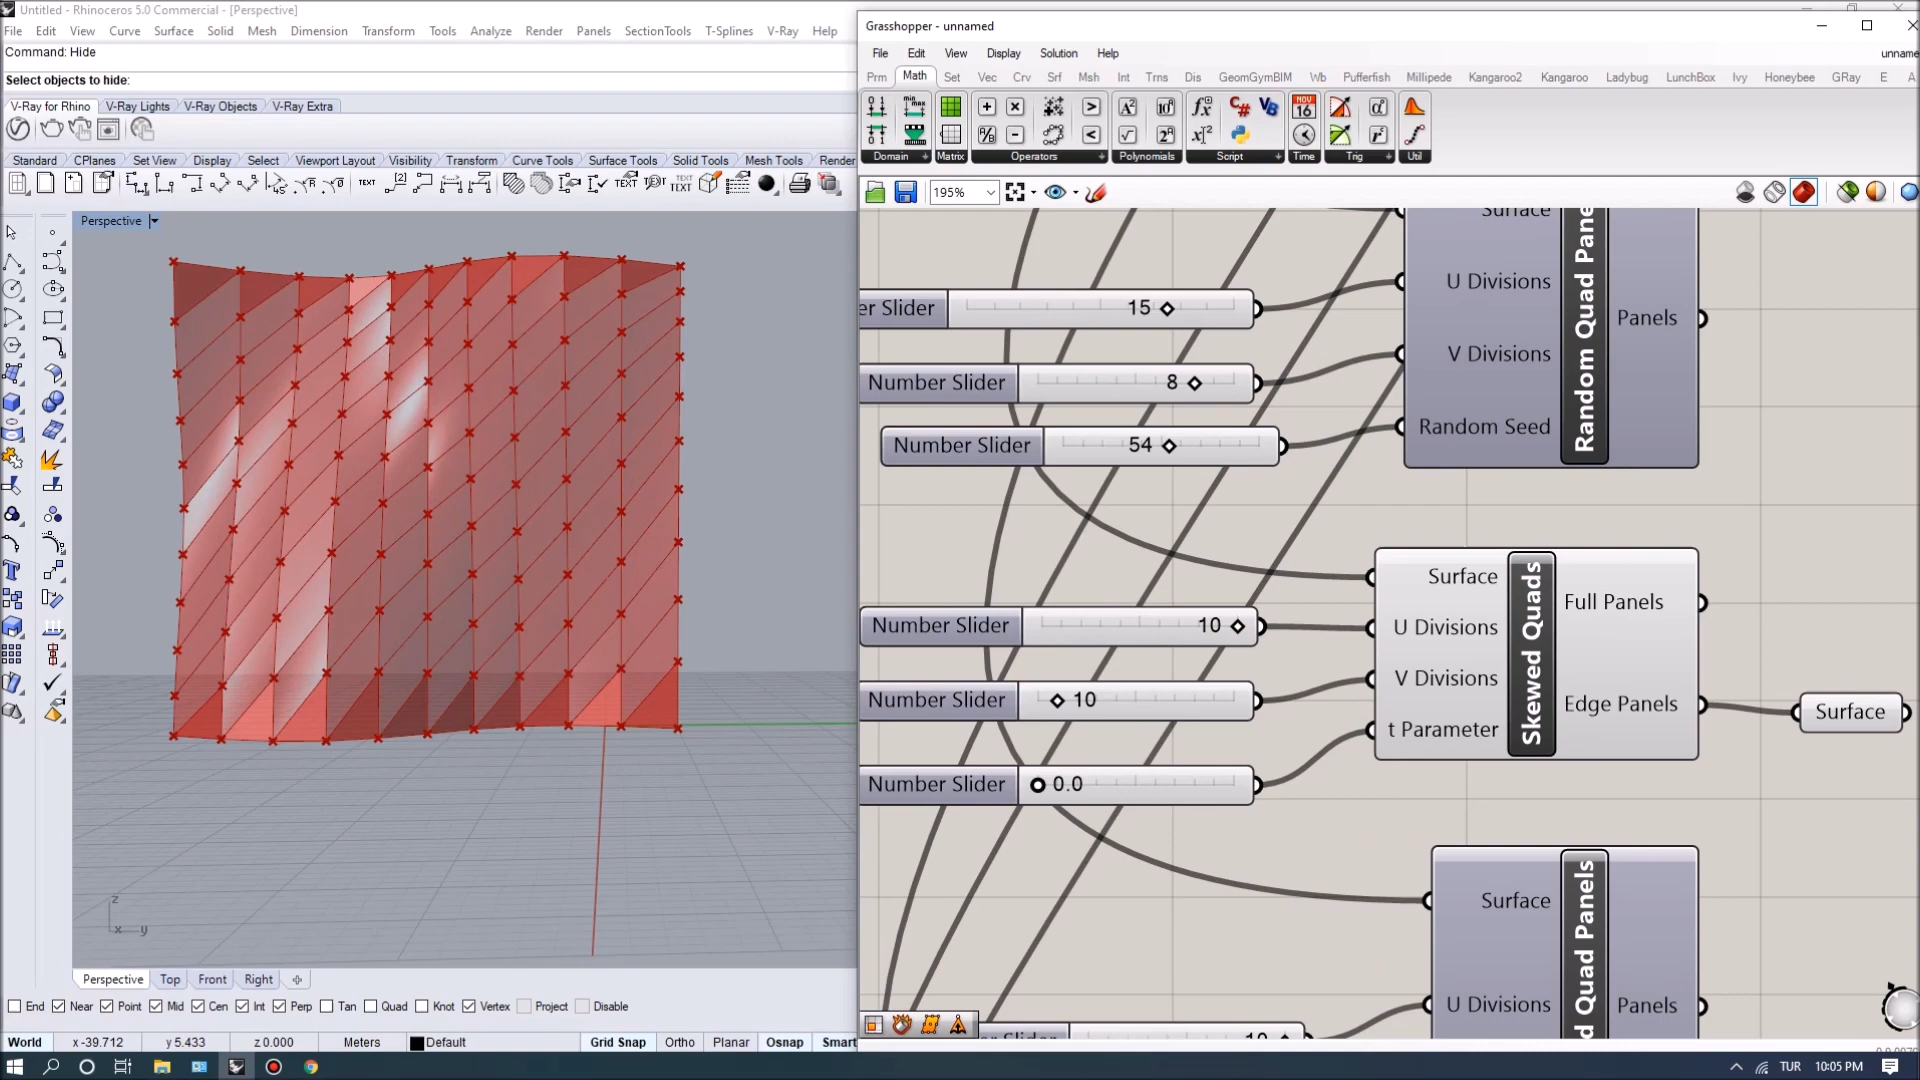 Untitled - Rhinoceros 5.0 Commercial - [Perspective]
File Edit View Curve Surface Solid Mesh Dimension Transform Tools Analyze Render Panels SectionTools T-Splines V-Ray Help
Command: Hide
Select objects to hide:
V-Ray for Rhino V-Ray Lights V-Ray Objects V-Ray Extra
Standard CPlanes Set View Display Select Viewport Layout Visibility Transform Curve Tools Surface Tools Solid Tools Mesh Tools Render
Perspective
z
x y
Perspective Top Front Right
End Near Point Mid Cen Int Perp Tan Quad Knot Vertex Project Disable
World x -39.712 y 5.433 z 0.000 Meters Default Grid Snap Ortho Planar Osnap Smart
Grasshopper - unnamed
File Edit View Display Solution Help unname
Prm Math Set Vec Crv Srf Msh Int Trns Dis GeomGymBIM Wb Pufferfish Millipede Kangaroo2 Kangaroo Ladybug LunchBox Ivy Honeybee GRay E A
Domain Matrix Operators Polynomials Script Time Trig Util
195%
Surface
er Slider 15
U Divisions
Panels
Number Slider 8
V Divisions
Number Slider 54
Random Seed
Random Quad Pane
Surface
Number Slider 10
U Divisions
Number Slider 10
V Divisions
Number Slider 0.0
t Parameter
Skewed Quads
Full Panels
Edge Panels
Surface
Surface
U Divisions
d Quad Panels
Panels
er Slider 10
TUR 10:05 PM